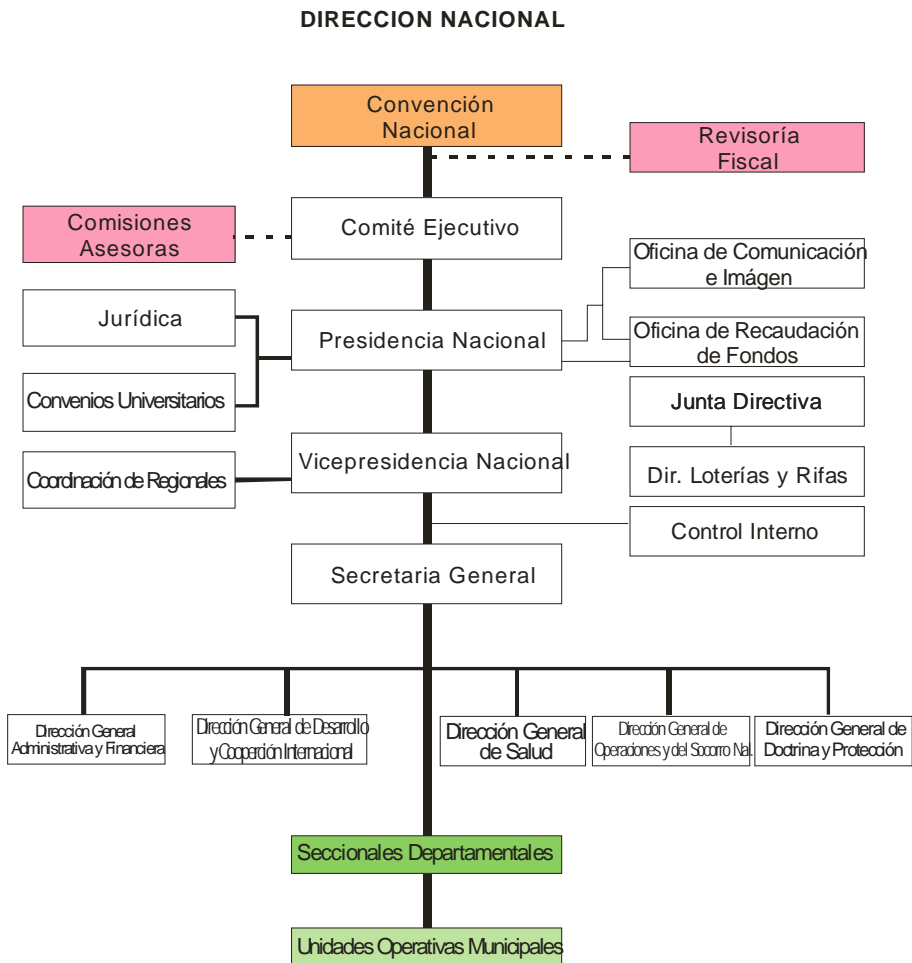 DIRECCION NACIONAL
Convención
Nacional
Revisoría
Fiscal
Comité Ejecutivo
Comisiones
Asesoras
Oficina de Comunicación
e Imágen
Jurídica
Presidencia Nacional
Oficina de Recaudación
de Fondos
Convenios Universitarios
Junta Directiva
Vicepresidencia Nacional
Coordinación de Regionales
Dir. Loterías y Rifas
Control Interno
Secretaria General
Dirección General
Administrativa y Financiera
Dirección General de Desarrollo
y Cooperción Internacional
Dirección General
de Salud
Dirección General de
Operaciones y del Socorro Nal.
Dirección General de
Doctrina y Protección
Seccionales Departamentales
Unidades Operativas Municipales